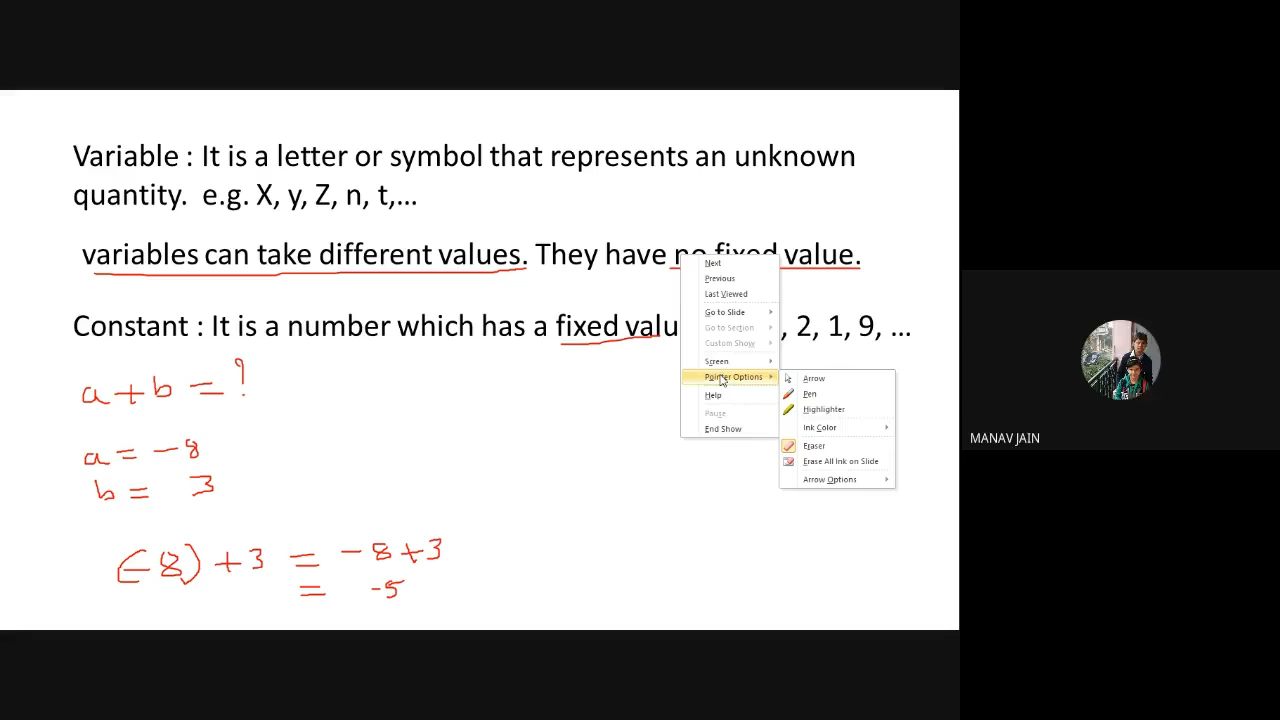 Variable : It is a letter or symbol that represents an unknown
quantity. e.g. X, y, Z, n, t,...
variables can take different values. They have no fixed value.
Constant : It is a number which has a fixed valu , 2, 1, 9, ...
a + b = ?
a = -8
b = 3
(-8) + 3 = -8 + 3
= -5
Next
Previous
Last Viewed
Go to Slide
Go to Section
Custom Show
Screen
Pointer Options
Help
Pause
End Show
Arrow
Pen
Highlighter
Ink Color
Eraser
Erase All Ink on Slide
Arrow Options
MANAV JAIN